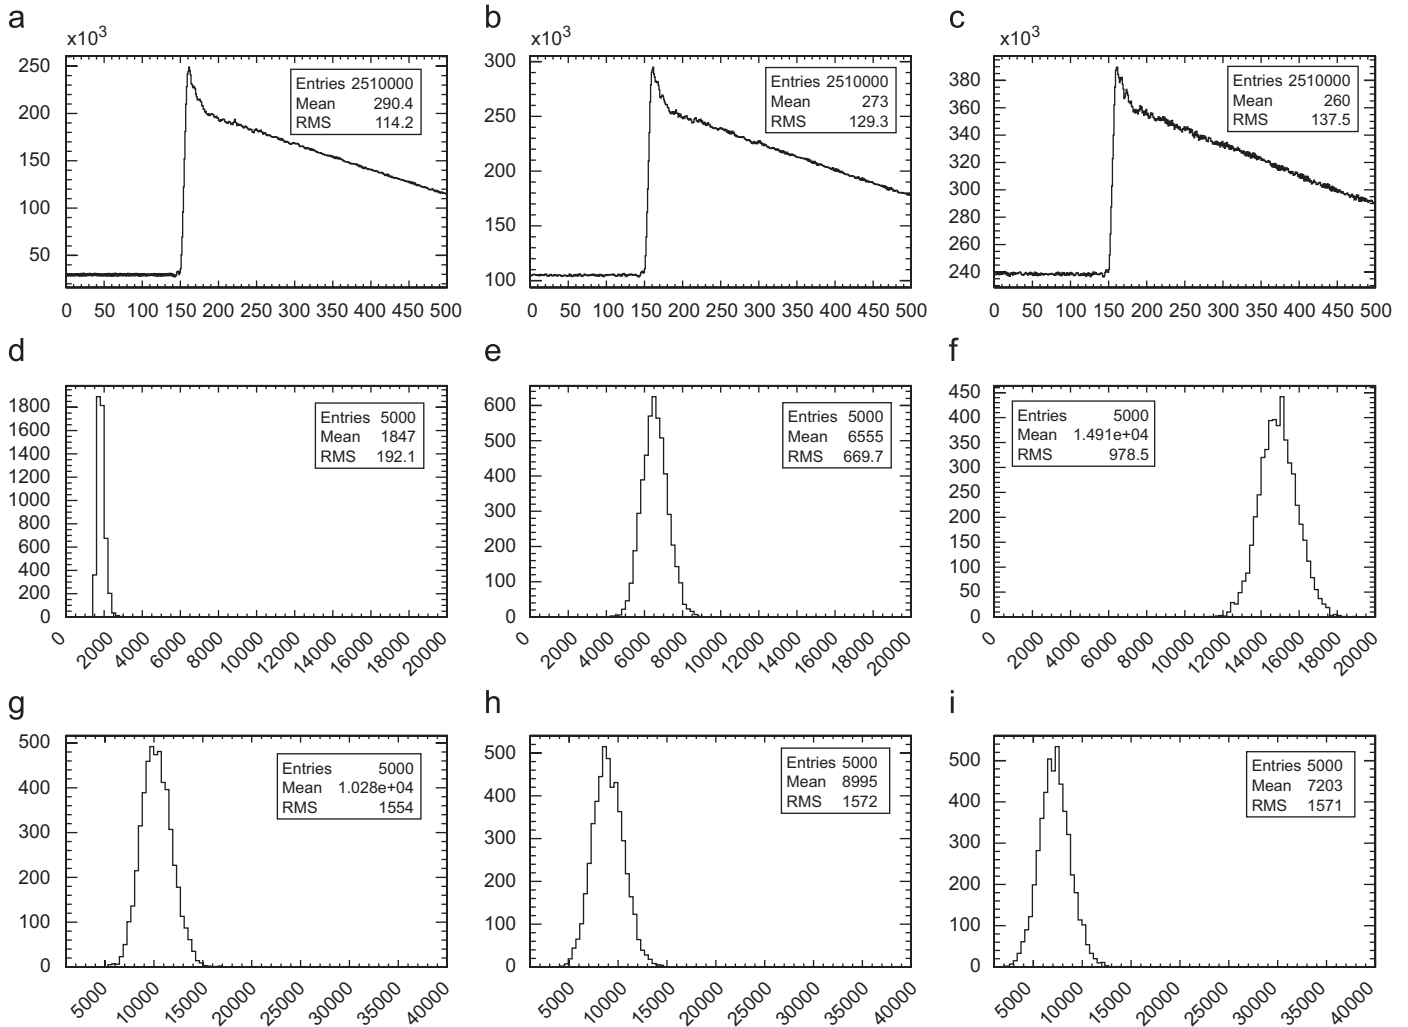 a
x10³
250
200
150
100
50
Entries 2510000
Mean 290.4
RMS 114.2
0 50 100 150 200 250 300 350 400 450 500
b
x10³
300
250
200
150
100
Entries 2510000
Mean 273
RMS 129.3
0 50 100 150 200 250 300 350 400 450 500
c
x10³
380
360
340
320
300
280
260
240
Entries 2510000
Mean 260
RMS 137.5
0 50 100 150 200 250 300 350 400 450 500
d
1800
1600
1400
1200
1000
800
600
400
200
0
Entries 5000
Mean 1847
RMS 192.1
0 2000 4000 6000 8000 10000 12000 14000 16000 18000 20000
e
600
500
400
300
200
100
0
Entries 5000
Mean 6555
RMS 669.7
0 2000 4000 6000 8000 10000 12000 14000 16000 18000 20000
f
450
400
350
300
250
200
150
100
50
0
Entries 5000
Mean 1.491e+04
RMS 978.5
0 2000 4000 6000 8000 10000 12000 14000 16000 18000 20000
g
500
400
300
200
100
0
Entries 5000
Mean 1.028e+04
RMS 1554
5000 10000 15000 20000 25000 30000 35000 40000
h
500
400
300
200
100
0
Entries 5000
Mean 8995
RMS 1572
5000 10000 15000 20000 25000 30000 35000 40000
i
500
400
300
200
100
0
Entries 5000
Mean 7203
RMS 1571
5000 10000 15000 20000 25000 30000 35000 40000